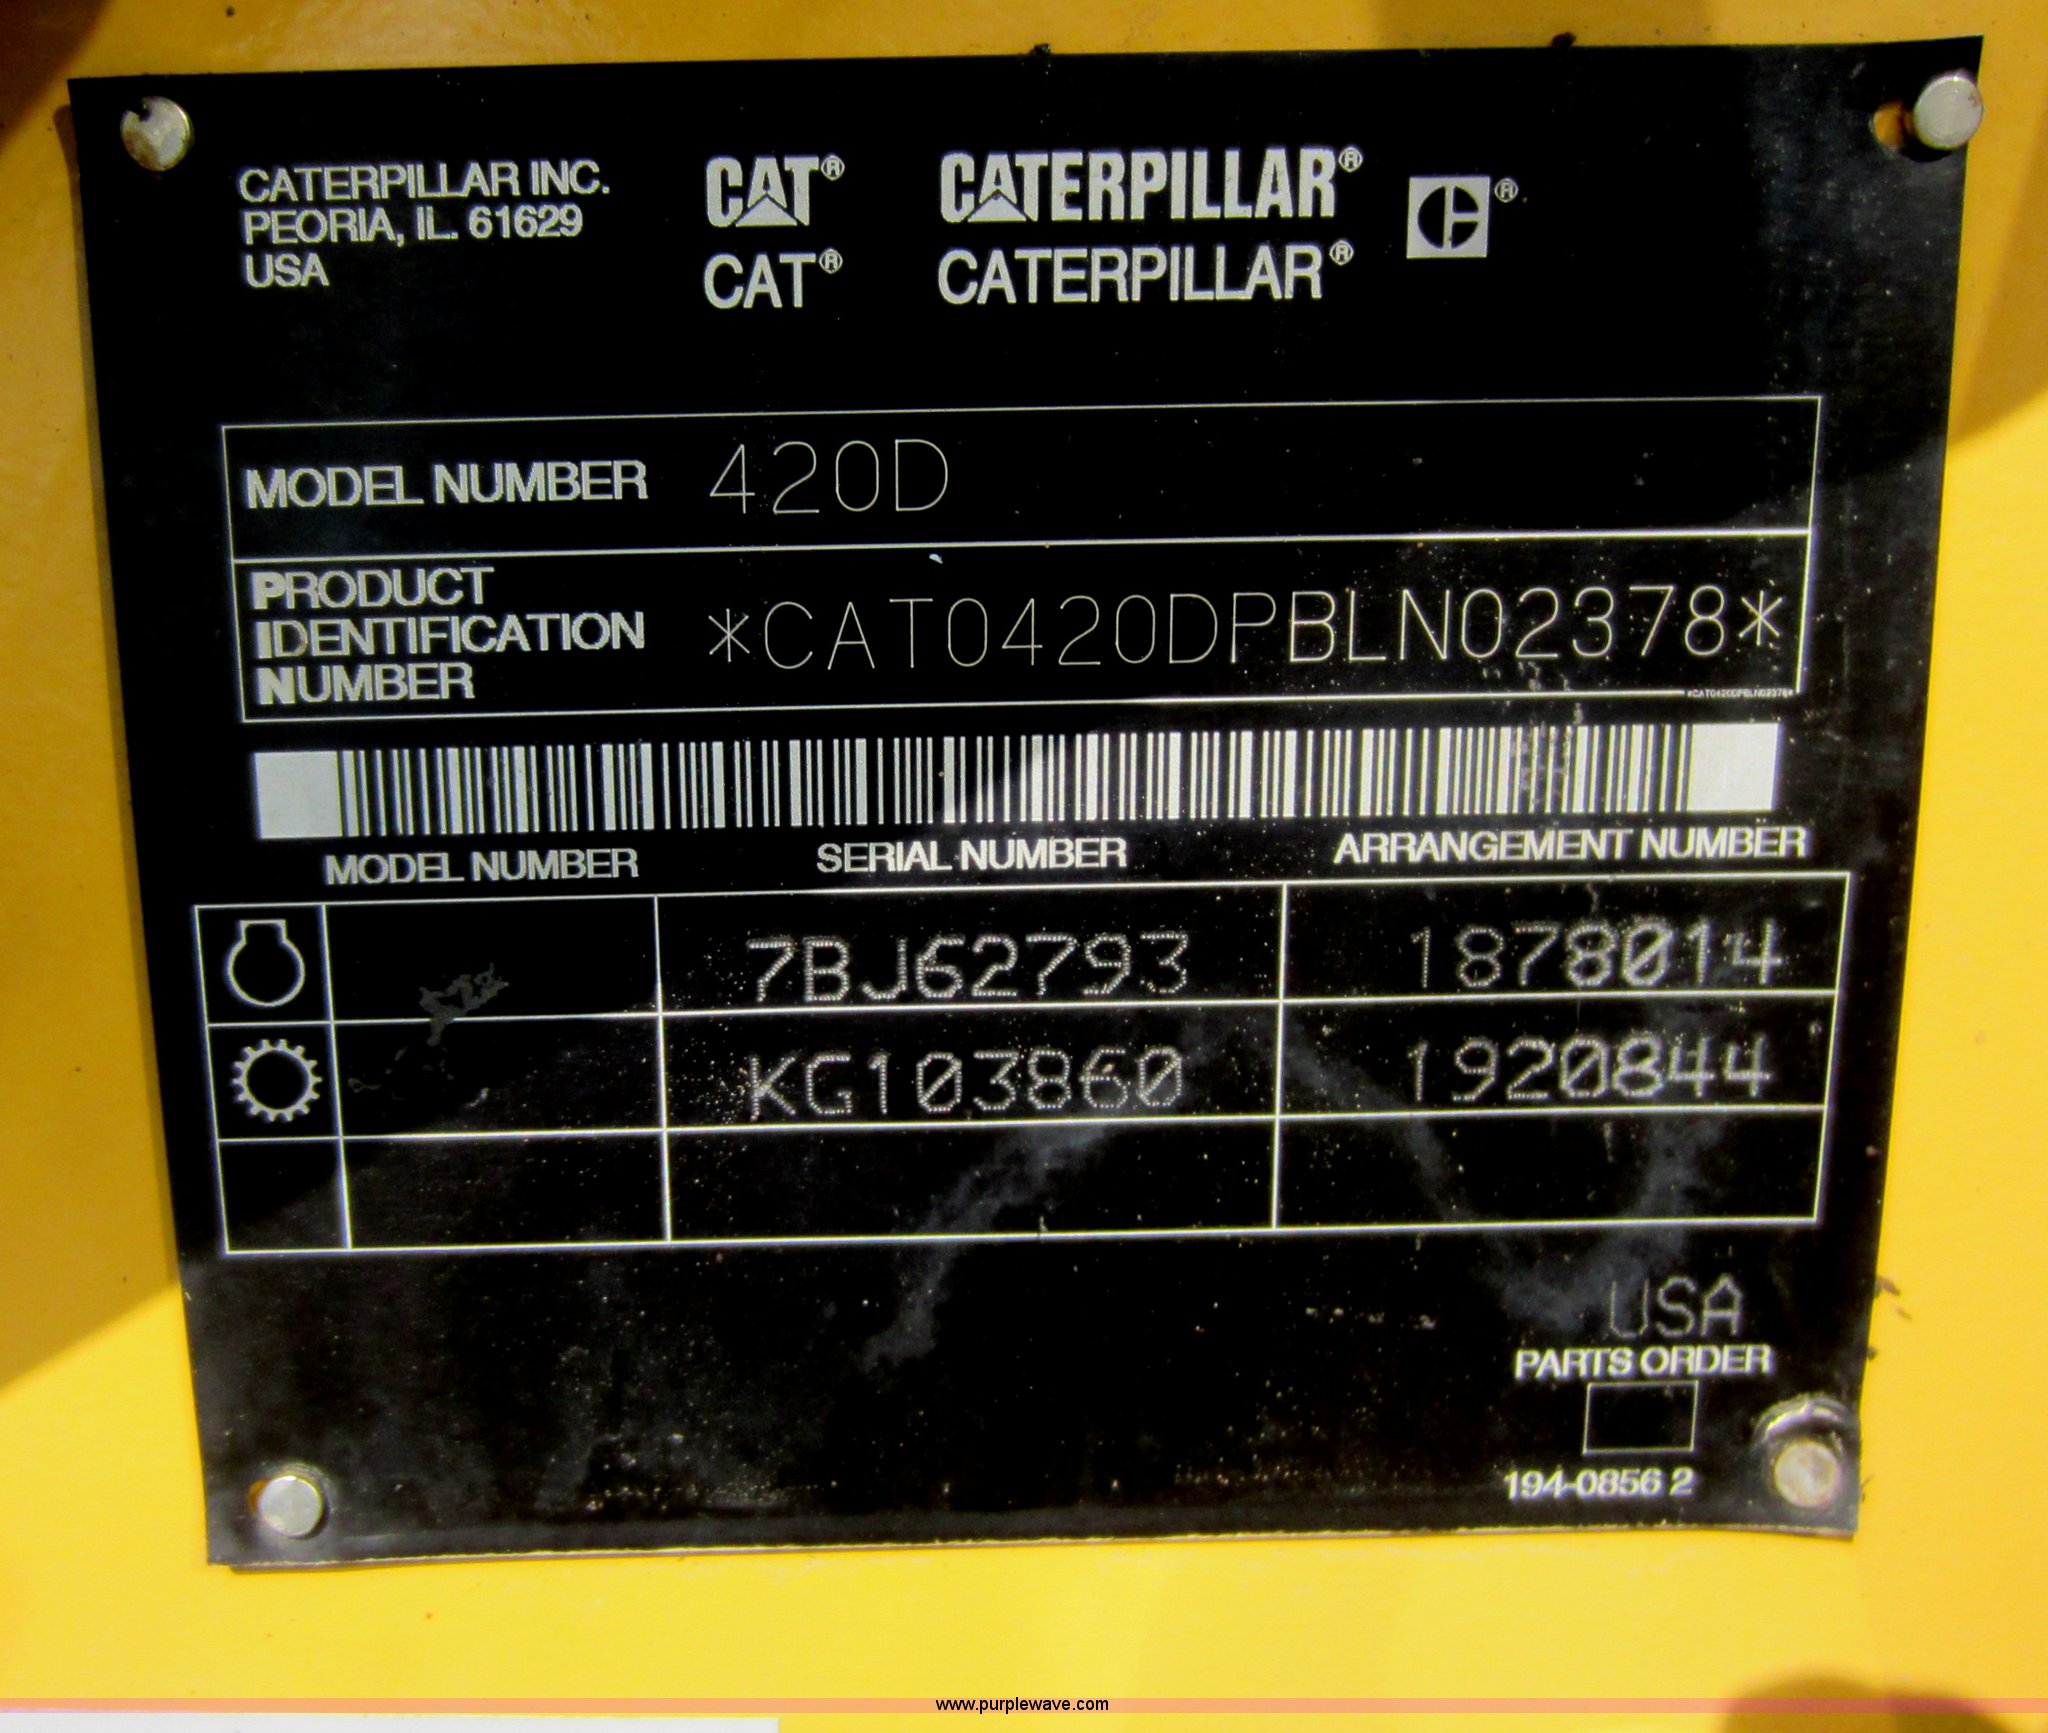 CATERPILLAR INC.
PEORIA, IL. 61629
USA
CAT® CATERPILLAR® ®
CAT® CATERPILLAR®
MODEL NUMBER 420D
PRODUCT
IDENTIFICATION
NUMBER
*CAT0420DPBLN02378*
*CAT0420DPBLN02378*
MODEL NUMBER SERIAL NUMBER ARRANGEMENT NUMBER
7BJ62793 1878014
KG103860 1920844
USA
PARTS ORDER
194-0856 2
www.purplewave.com